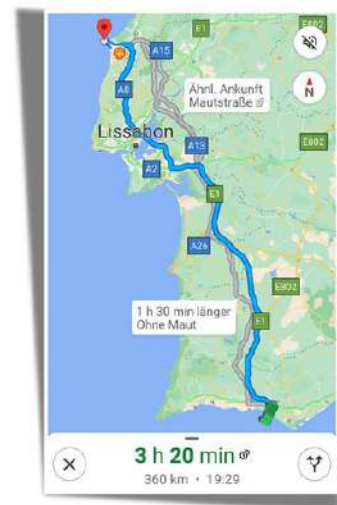 E1
E802
A15
A8
Ähnl. Ankunft
Mautstraße
N
Lissabon
A13
E802
A2
E1
A26
E802
1 h 30 min länger
Ohne Maut
E1
3 h 20 min
360 km • 19:29